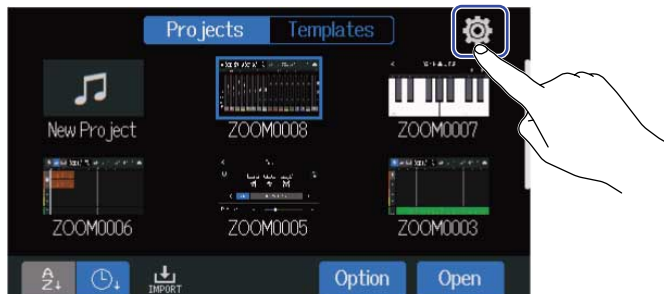 Projects Templates
New Project ZOOM0008 ZOOM0007
ZOOM0006 ZOOM0005 ZOOM0003
A
Z↓
IMPORT Option Open